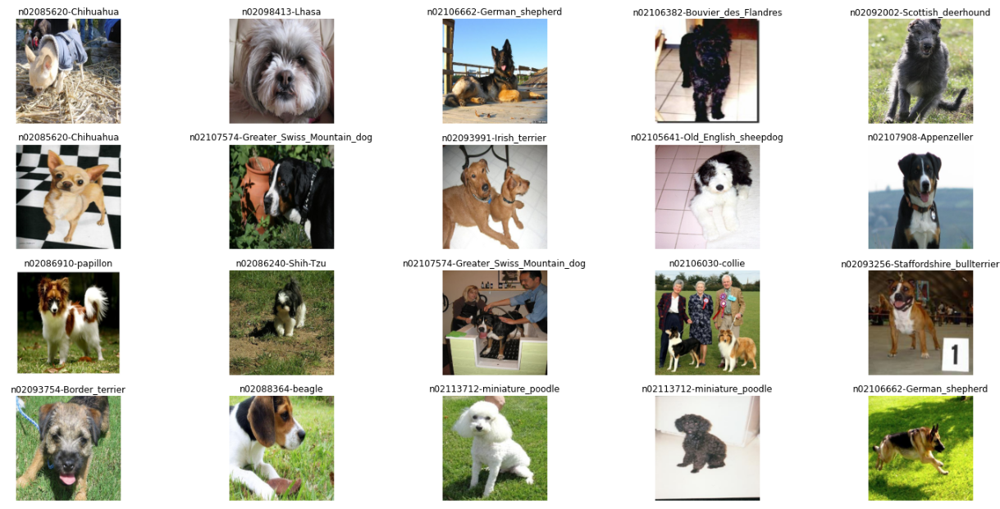 n02085620-Chihuahua
n02098413-Lhasa
n02106662-German_shepherd
n02106382-Bouvier_des_Flandres
n02092002-Scottish_deerhound
n02085620-Chihuahua
n02107574-Greater_Swiss_Mountain_dog
n02093991-Irish_terrier
n02105641-Old_English_sheepdog
n02107908-Appenzeller
n02086910-papillon
n02086240-Shih-Tzu
n02107574-Greater_Swiss_Mountain_dog
n02106030-collie
n02093256-Staffordshire_bullterrier
1
n02093754-Border_terrier
n02088364-beagle
n02113712-miniature_poodle
n02113712-miniature_poodle
n02106662-German_shepherd